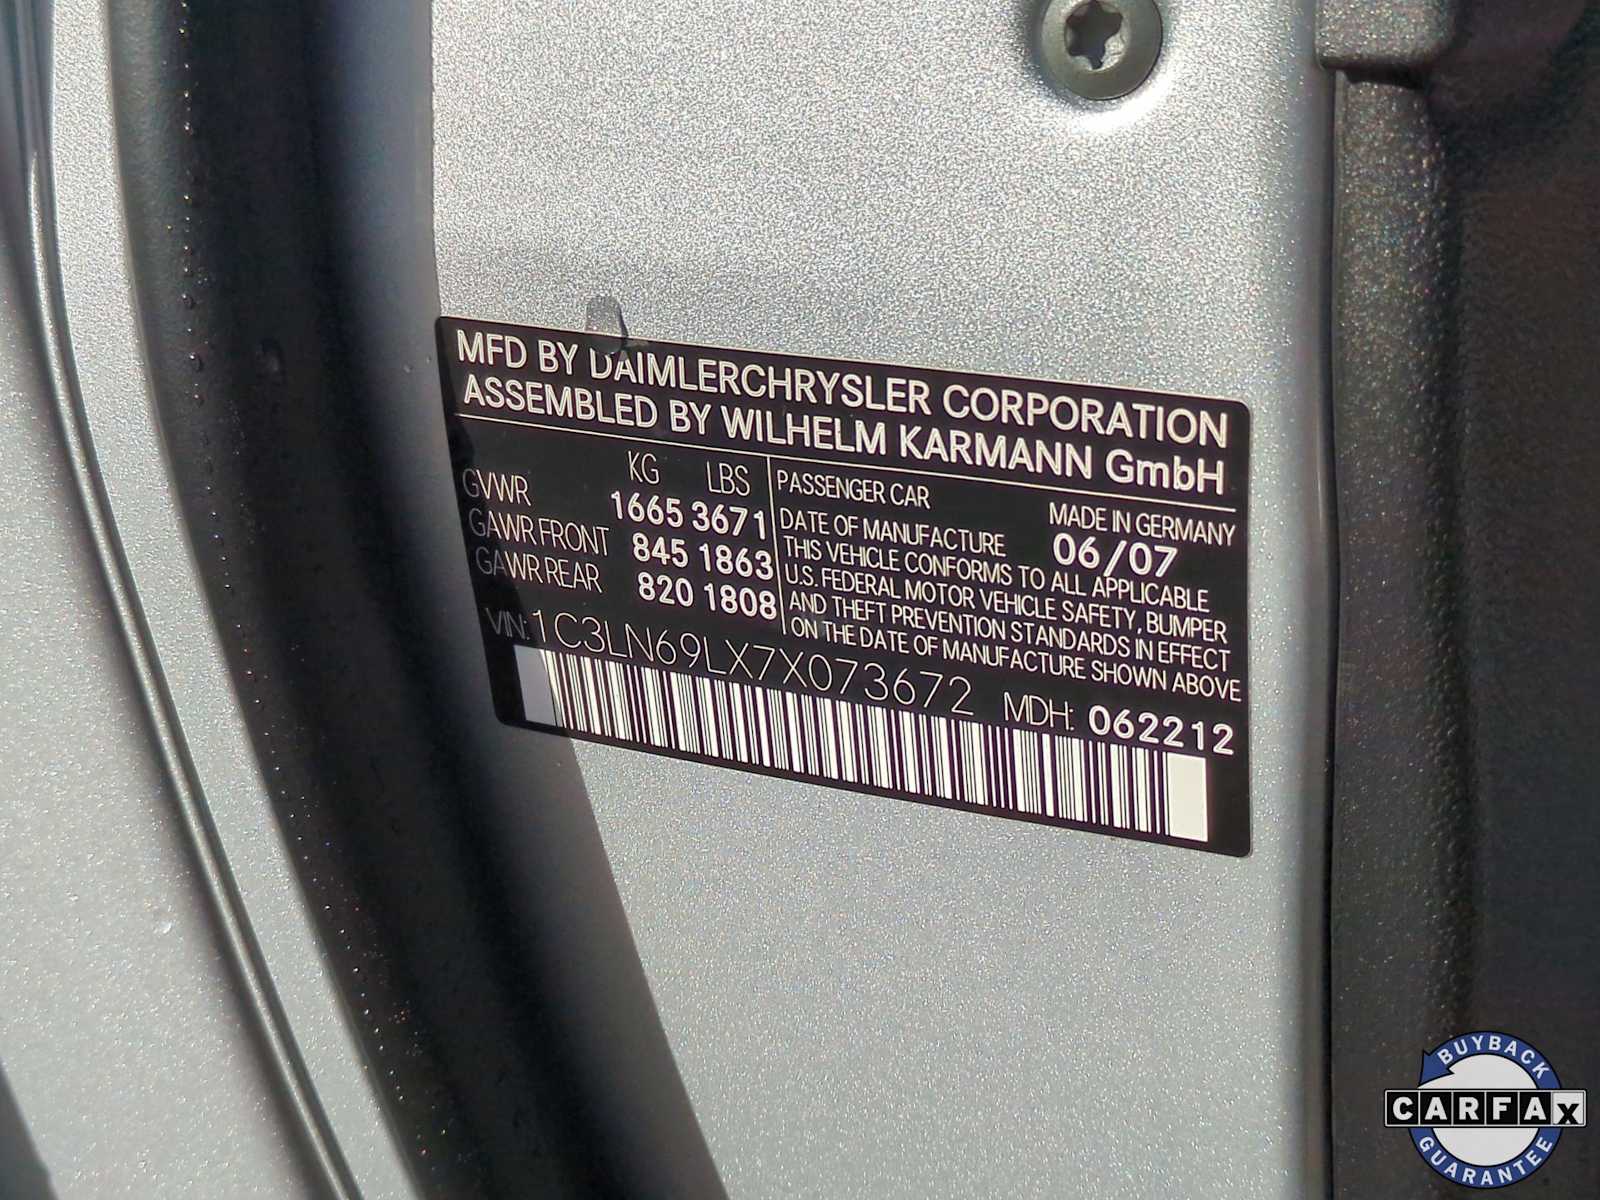 MFD BY DAIMLERCHRYSLER CORPORATION
ASSEMBLED BY WILHELM KARMANN GmbH
KG LBS
GVWR 1665 3671
GAWR FRONT 845 1863
GAWR REAR 820 1808
PASSENGER CAR MADE IN GERMANY
DATE OF MANUFACTURE 06/07
THIS VEHICLE CONFORMS TO ALL APPLICABLE
U.S. FEDERAL MOTOR VEHICLE SAFETY, BUMPER
AND THEFT PREVENTION STANDARDS IN EFFECT
ON THE DATE OF MANUFACTURE SHOWN ABOVE
VIN: 1C3LN69LX7X073672 MDH: 062212
BUYBACK
CARFAX
GUARANTEE